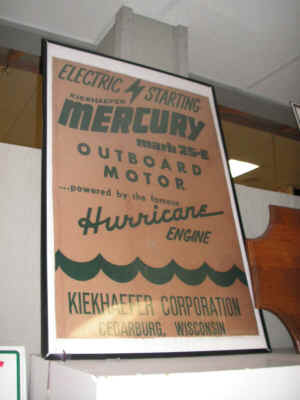 ELECTRIC STARTING
KIEKHAEFER
MERCURY
mark 25-E
OUTBOARD
MOTOR
...powered by the famous
Hurricane
ENGINE
KIEKHAEFER CORPORATION
CEDARBURG, WISCONSIN